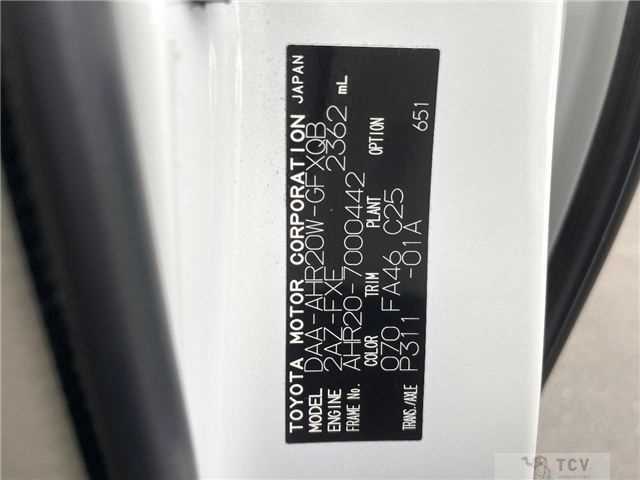 TOYOTA MOTOR CORPORATION JAPAN
MODEL DAA-AHR20W-GFXQB
ENGINE 2AZ-FXE 2362 mL
FRAME No. AHR20-7000442
COLOR TRIM PLANT OPTION
070 FA46 C25
TRANS./AXLE P311 -01A 651
TCV